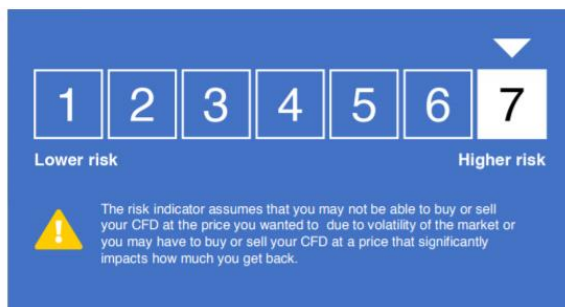 1 2 3 4 5 6 7
Lower risk Higher risk
The risk indicator assumes that you may not be able to buy or sell
your CFD at the price you wanted to due to volatility of the market or
you may have to buy or sell your CFD at a price that significantly
impacts how much you get back.